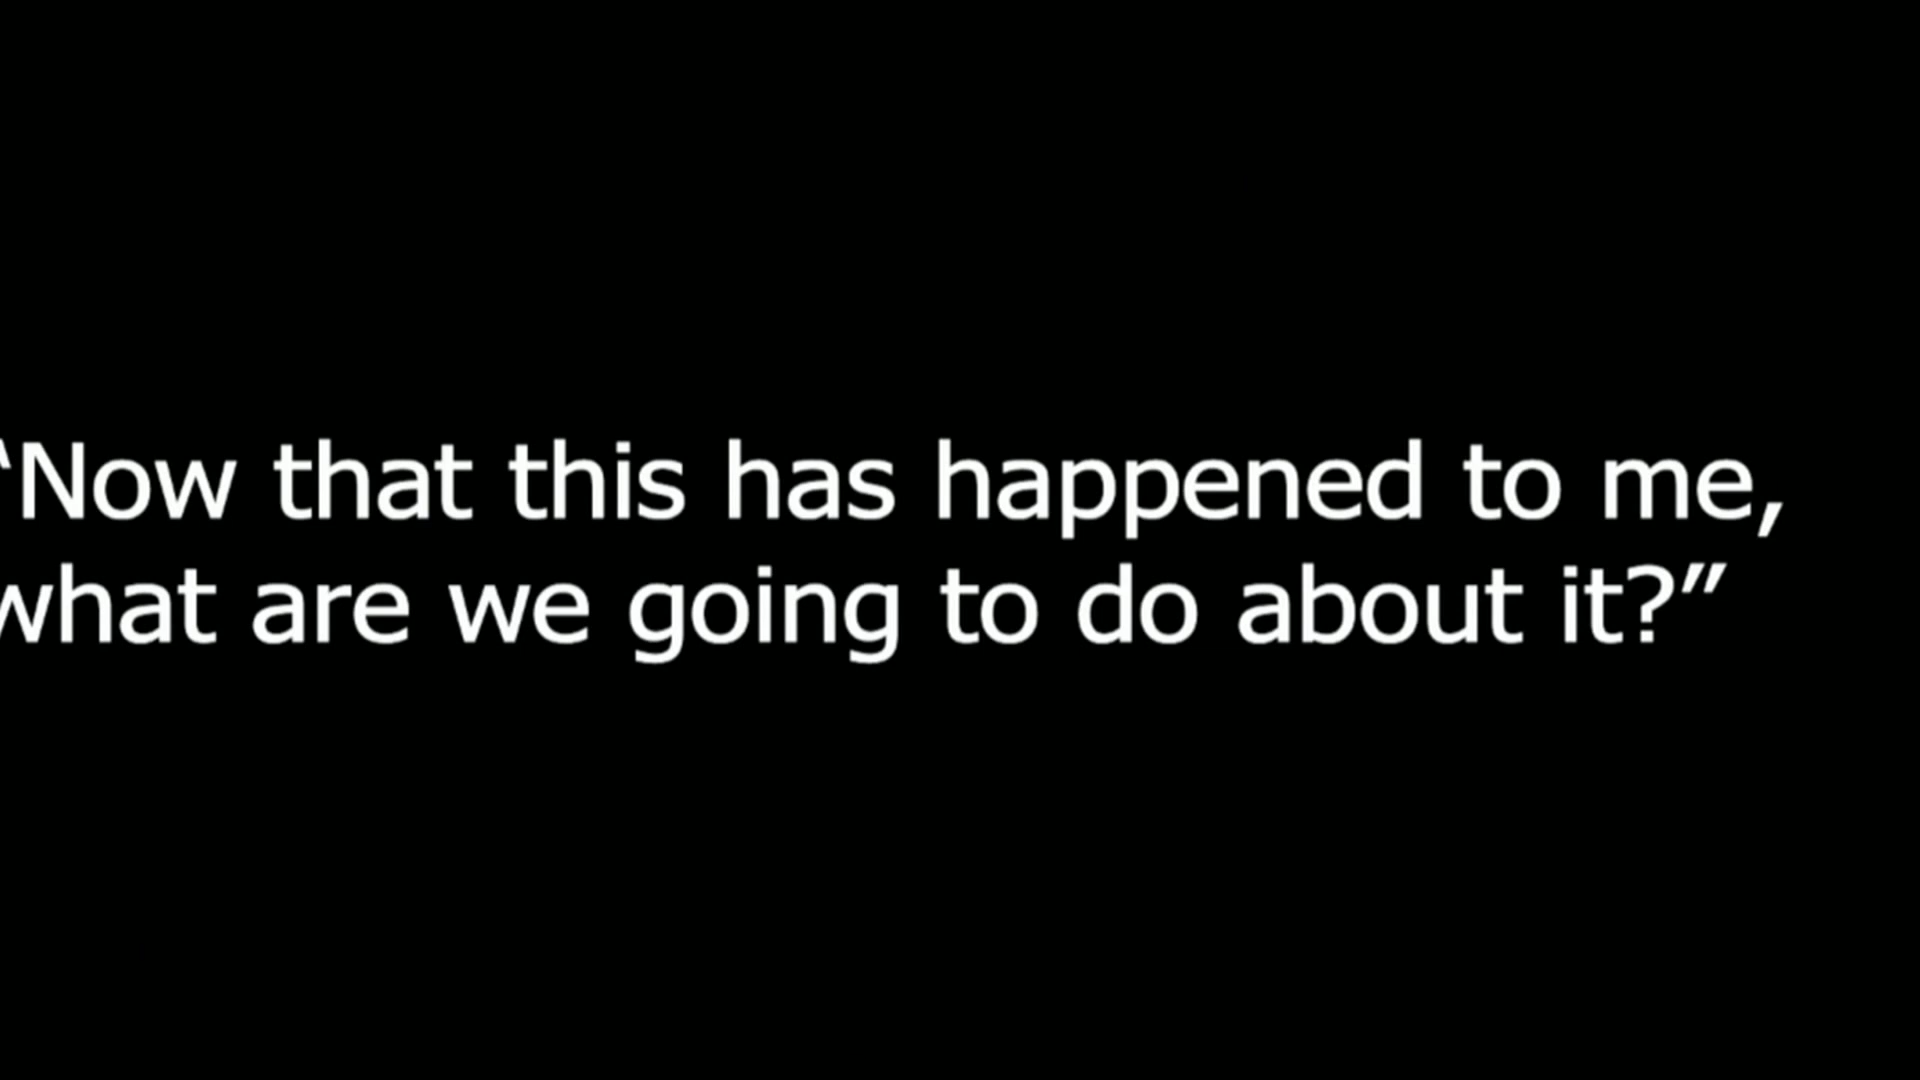 “Now that this has happened to me,
what are we going to do about it?”